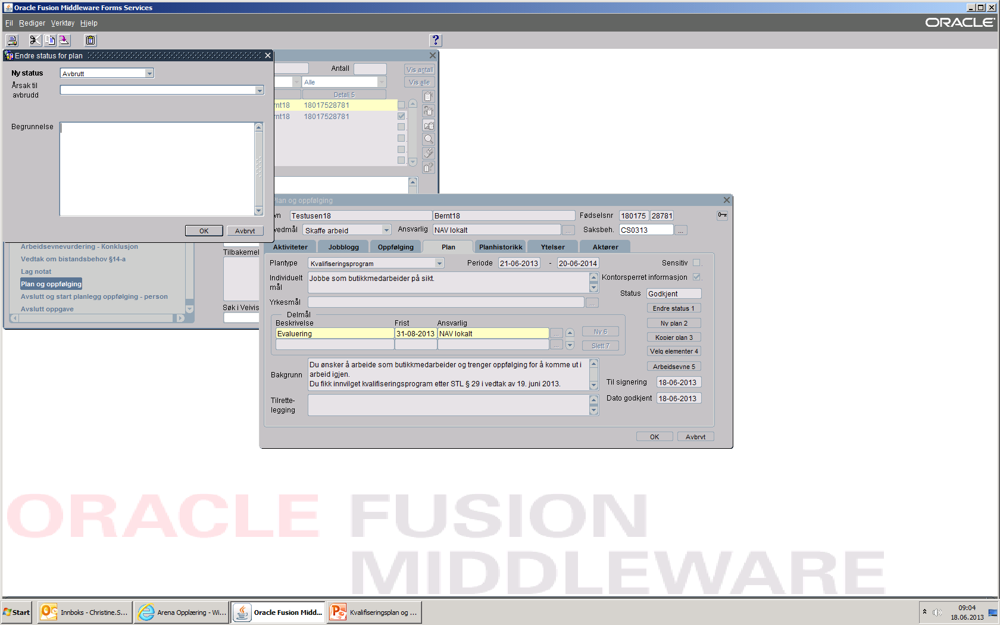 Oracle Fusion Middleware Forms Services
Fil Rediger Verktøy Hjelp
ORACLE
Endre status for plan
Ny status Avbrutt
Årsak til
avbrudd
Begrunnelse
OK Avbryt
Antall Vis antall
Alle Vis alle
Detalj 5
rnt18 18017528781
rnt18 18017528781
Arbeidsevnevurdering - Konklusjon
Vedtak om bistandsbehov §14-a
Lag notat
Plan og oppfølging
Avslutt og start planlegg oppfølging - person
Avslutt oppgave
Tilbakemel
Søk i Veivis
Plan og oppfølging
vn Testusen18 Bernt18 Fødselsnr 180175 28781
vedmål Skaffe arbeid Ansvarlig NAV lokalt ... Saksbeh. CS0313 ...
Aktiviteter Jobblogg Oppfølging Plan Planhistorikk Ytelser Aktører
Plantype Kvalifiseringsprogram Periode 21-06-2013 - 20-06-2014 Sensitiv
Individuelt
mål
Jobbe som butikkmedarbeider på sikt.
Kontorsperret informasjon
Status Godkjent
Yrkesmål ...
Endre status 1
Ny plan 2
Kopier plan 3
Velg elementer 4
Arbeidsevne 5
Delmål
Beskrivelse Frist Ansvarlig
Evaluering 31-08-2013 NAV lokalt ... Ny 6
... Slett 7
Bakgrunn
Du ønsker å arbeide som butikkmedarbeider og trenger oppfølging for å komme ut i
arbeid igjen.
Du fikk innvilget kvalifiseringsprogram etter STL § 29 i vedtak av 19. juni 2013.
Til signering 18-06-2013
Dato godkjent 18-06-2013
Tilrette-
legging
OK Avbryt
ORACLE FUSION
MIDDLEWARE
Start Innboks - Christine.S... Arena Opplæring - Wi... Oracle Fusion Midd... Kvalifiseringsplan og ...
09:04
18.06.2013